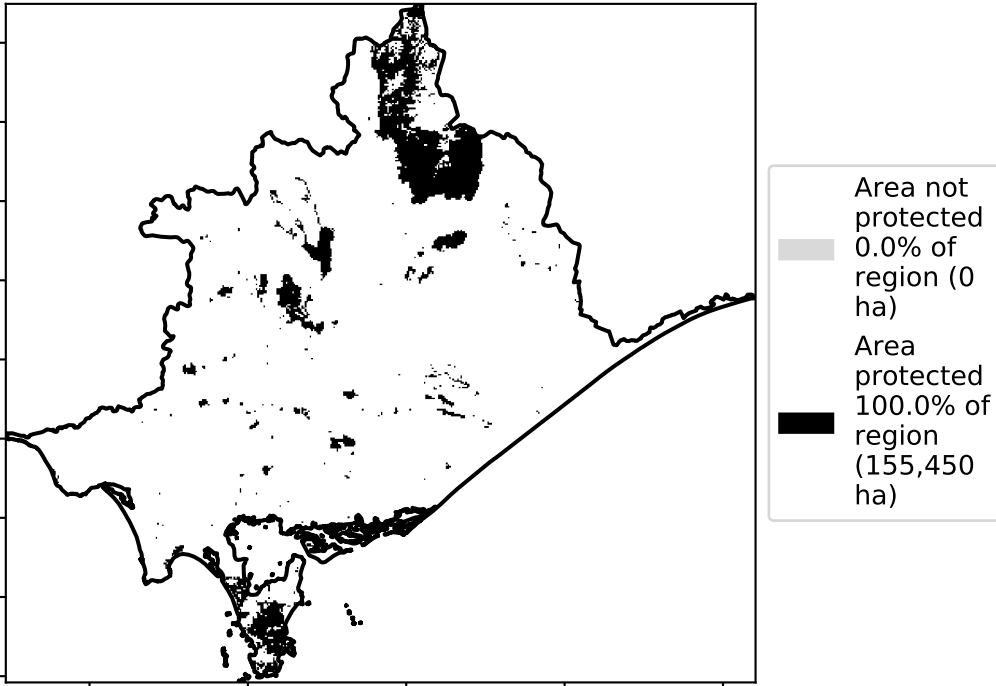 Area not
protected
0.0% of
region (0
ha)
Area
protected
100.0% of
region
(155,450
ha)